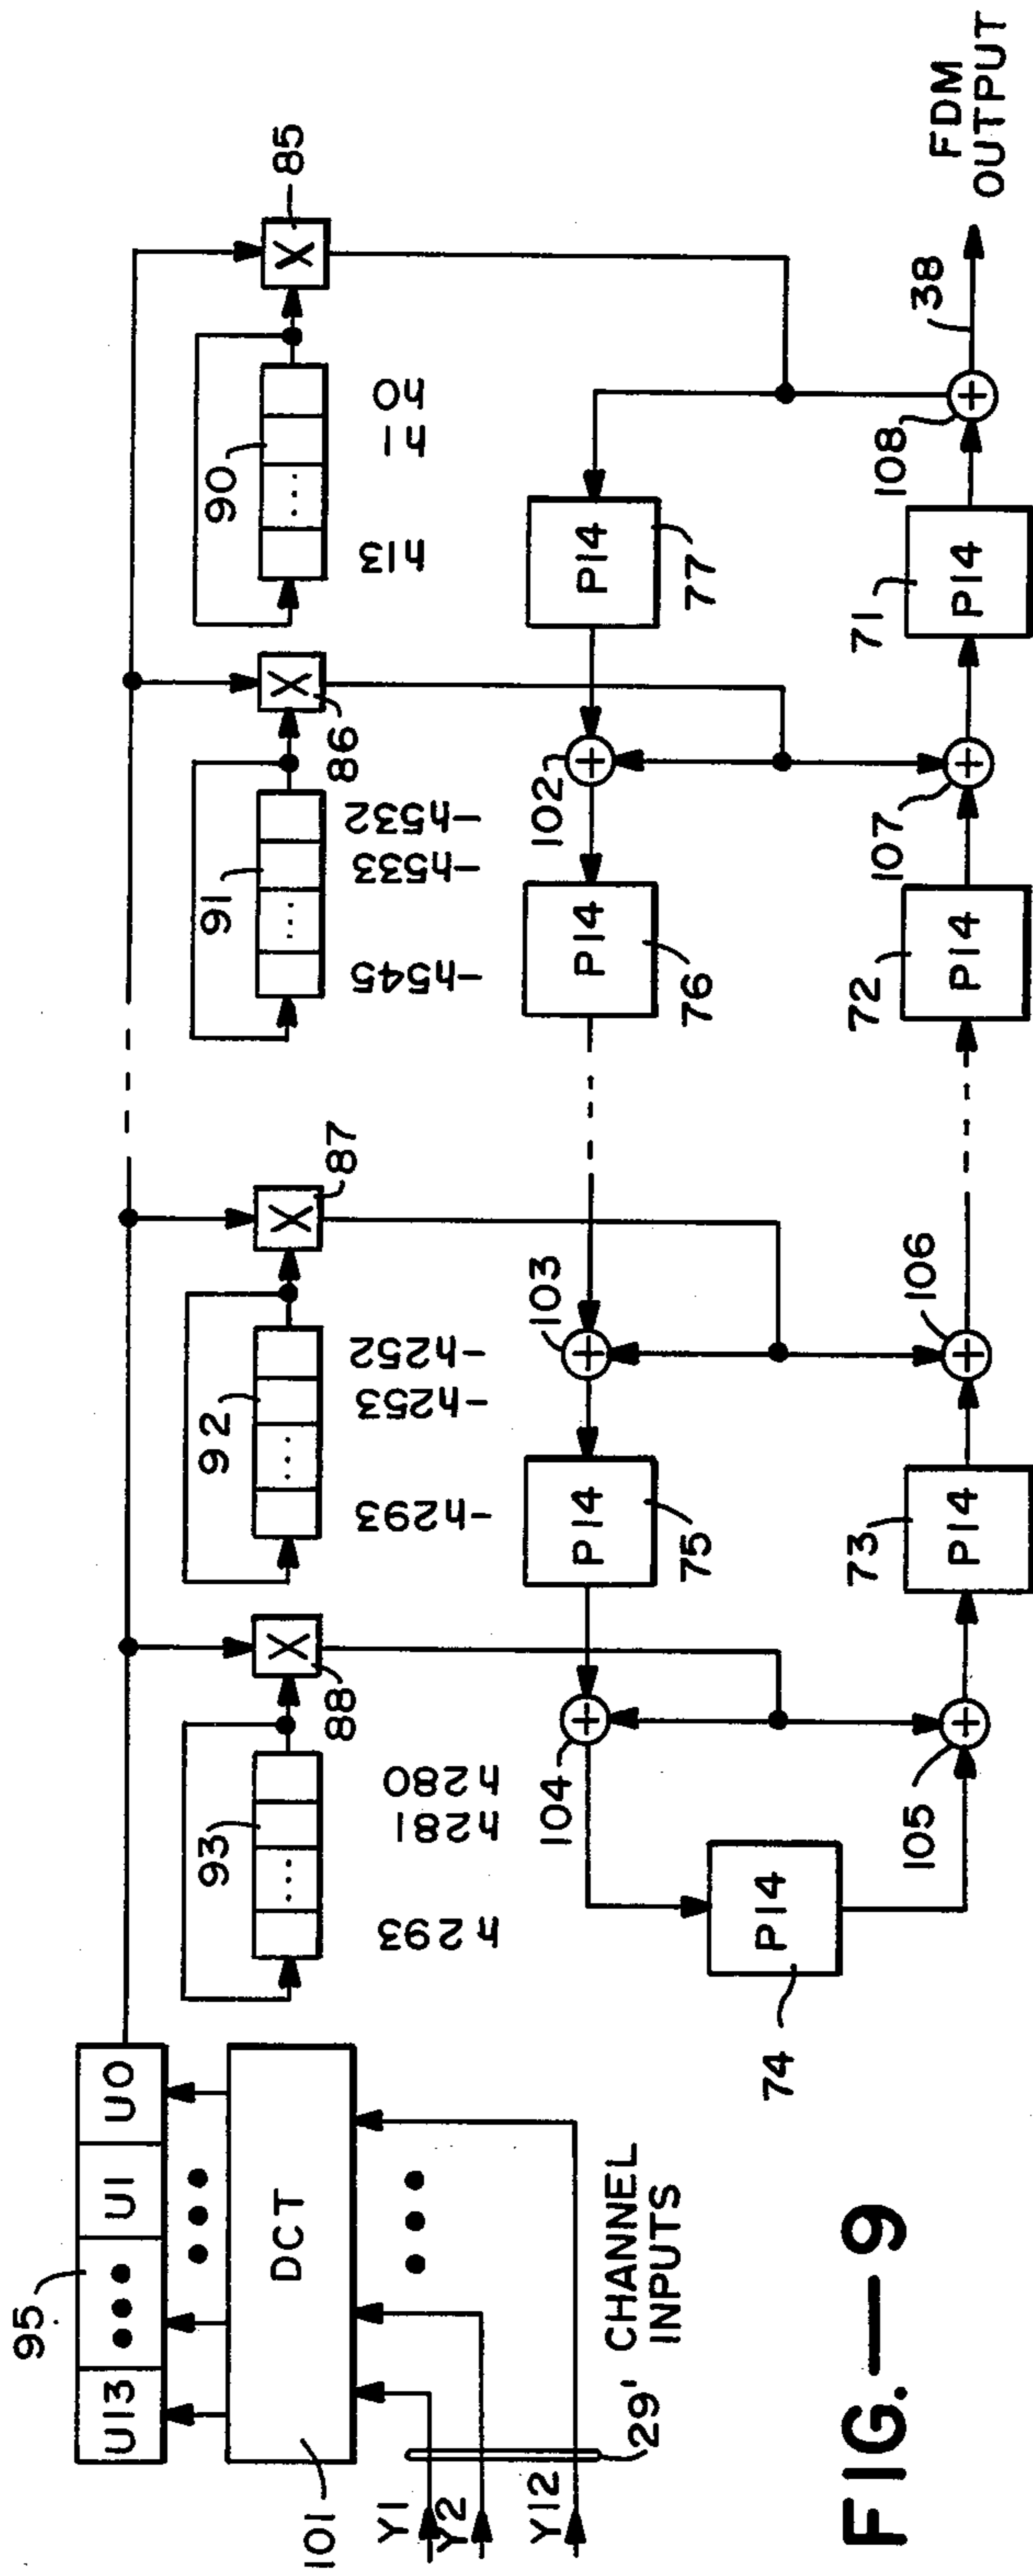 95
U13
U1
U0
DCT
101
Y1
Y2
Y12
29'
CHANNEL
INPUTS
93
h293
h281
h280
X
88
92
-h293
-h253
-h252
X
87
91
-h545
-h533
-h532
X
86
90
h13
h1
h0
X
85
104
+
P14
75
103
+
P14
76
102
+
P14
77
P14
74
105
+
P14
73
106
+
P14
72
107
+
P14
71
108
+
38
FDM
OUTPUT
FIG.—9